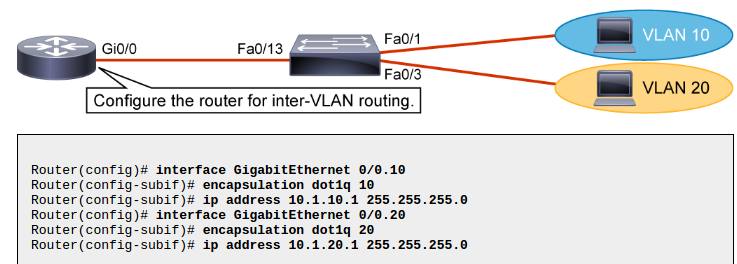 Gi0/0
Fa0/13
Fa0/1
VLAN 10
Fa0/3
VLAN 20
Configure the router for inter-VLAN routing.
Router(config)# interface GigabitEthernet 0/0.10
Router(config-subif)# encapsulation dot1q 10
Router(config-subif)# ip address 10.1.10.1 255.255.255.0
Router(config-subif)# interface GigabitEthernet 0/0.20
Router(config-subif)# encapsulation dot1q 20
Router(config-subif)# ip address 10.1.20.1 255.255.255.0